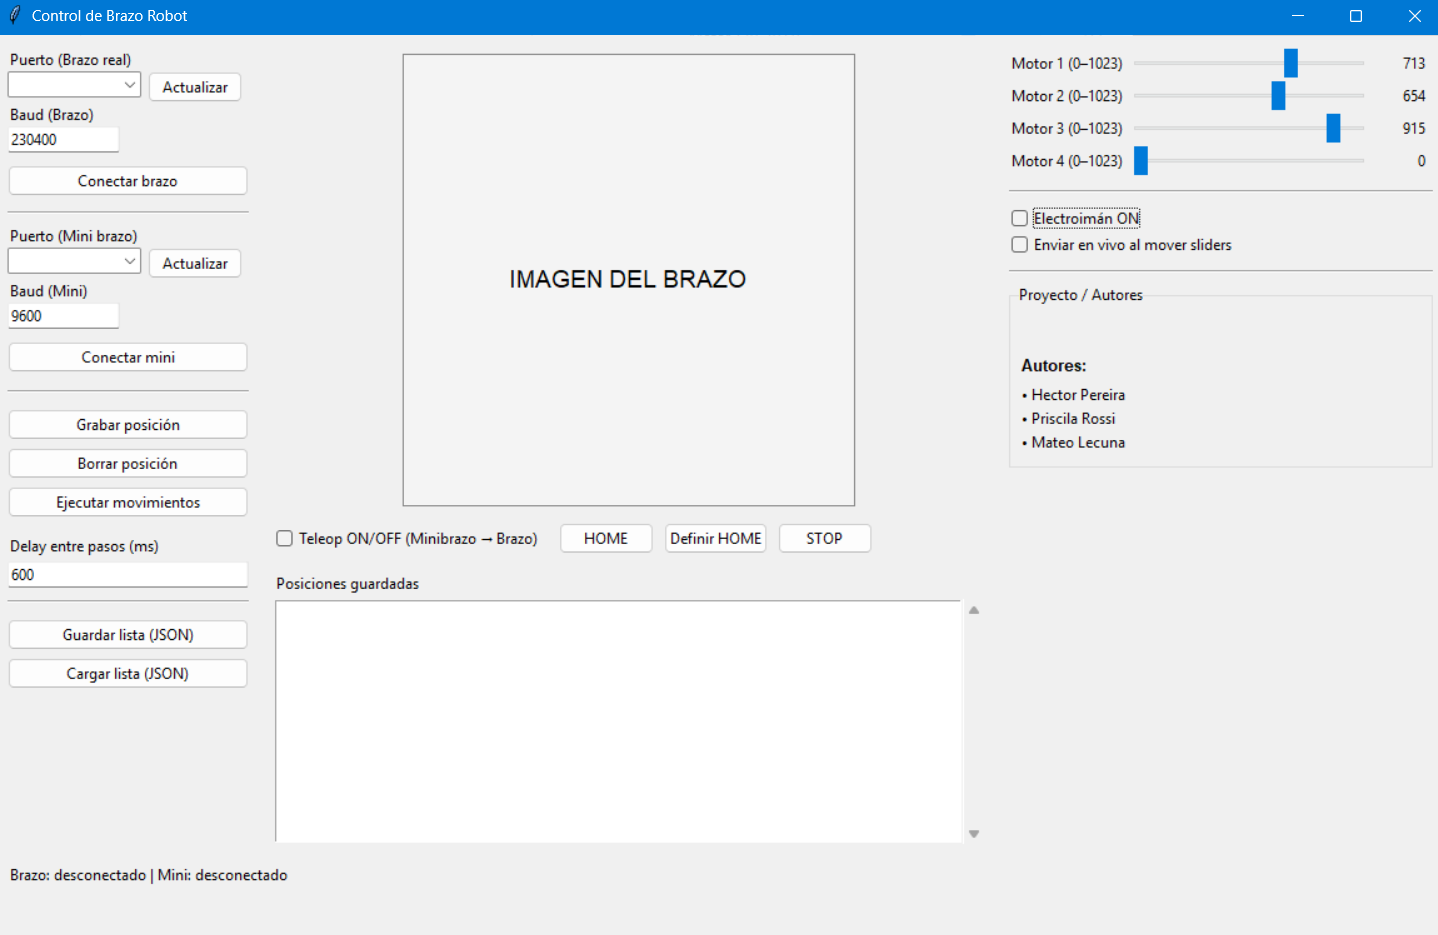 Control de Brazo Robot
Puerto (Brazo real)
Actualizar
Baud (Brazo)
230400
Conectar brazo
Puerto (Mini brazo)
Actualizar
Baud (Mini)
9600
Conectar mini
Grabar posición
Borrar posición
Ejecutar movimientos
Delay entre pasos (ms)
600
Guardar lista (JSON)
Cargar lista (JSON)
IMAGEN DEL BRAZO
Teleop ON/OFF (Minibrazo → Brazo) HOME Definir HOME STOP
Posiciones guardadas
Motor 1 (0–1023) 713
Motor 2 (0–1023) 654
Motor 3 (0–1023) 915
Motor 4 (0–1023) 0
Electroimán ON
Enviar en vivo al mover sliders
Proyecto / Autores
Autores:
• Hector Pereira
• Priscila Rossi
• Mateo Lecuna
Brazo: desconectado | Mini: desconectado